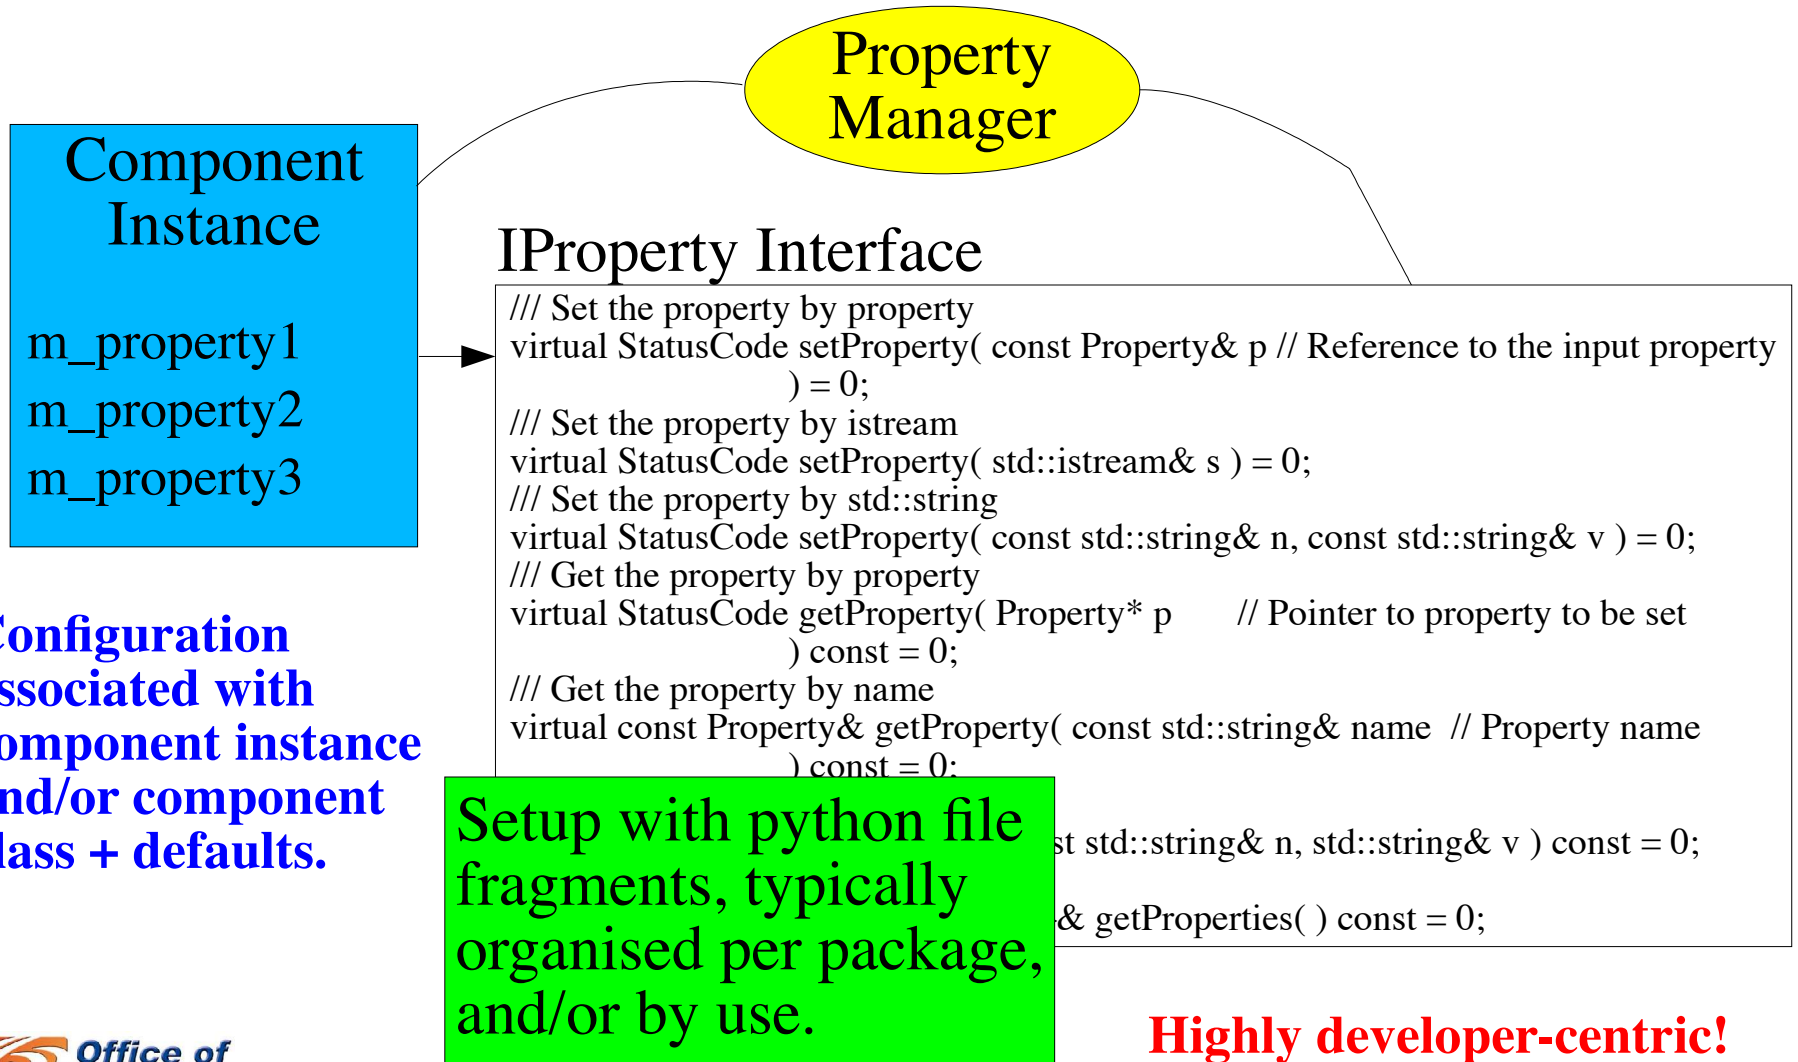 Property
Manager
Component
Instance
m_property1
m_property2
m_property3
IProperty Interface
/// Set the property by property
virtual StatusCode setProperty( const Property& p // Reference to the input property
) = 0;
/// Set the property by istream
virtual StatusCode setProperty( std::istream& s ) = 0;
/// Set the property by std::string
virtual StatusCode setProperty( const std::string& n, const std::string& v ) = 0;
/// Get the property by property
virtual StatusCode getProperty( Property* p // Pointer to property to be set
) const = 0;
/// Get the property by name
virtual const Property& getProperty( const std::string& name // Property name
) const = 0;
st std::string& n, std::string& v ) const = 0;
& getProperties( ) const = 0;
Configuration
ssociated with
omponent instance
nd/or component
lass + defaults.
Setup with python file
fragments, typically
organised per package,
and/or by use.
Highly developer-centric!
Office of